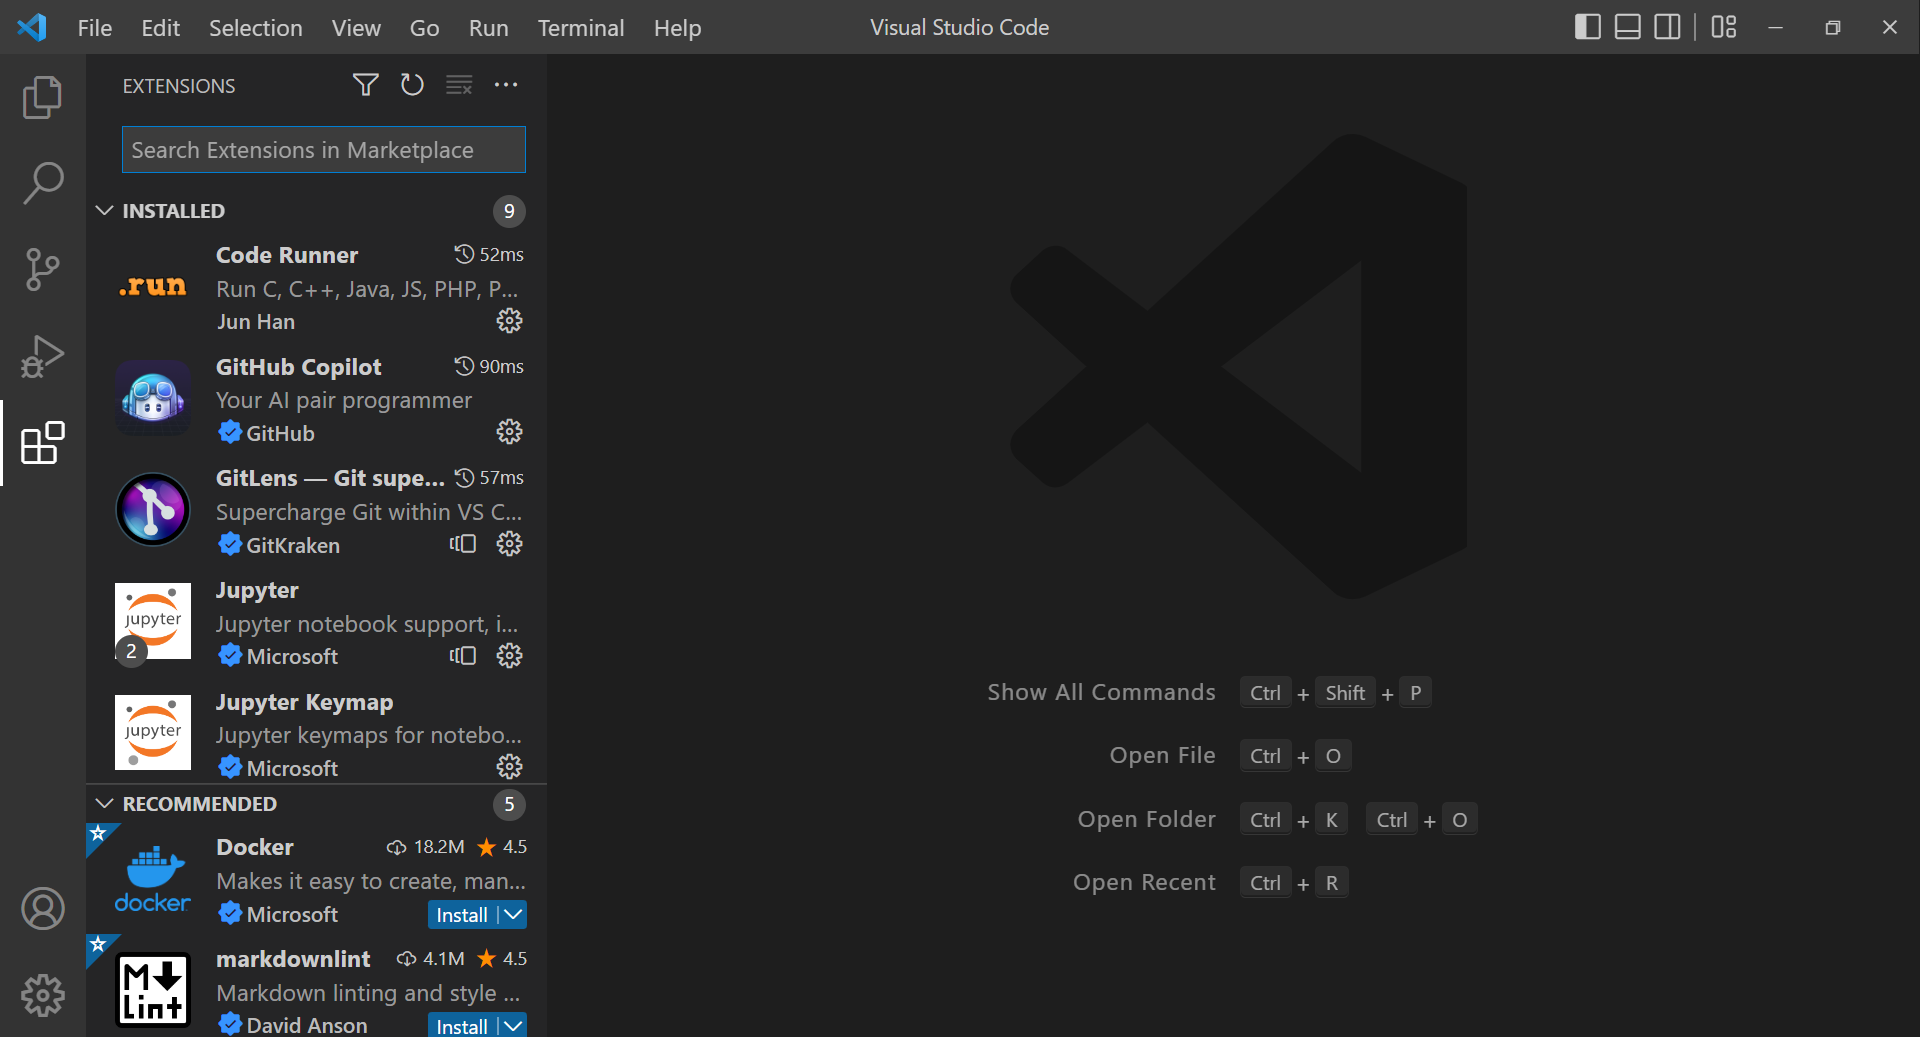 File Edit Selection View Go Run Terminal Help Visual Studio Code
EXTENSIONS
Search Extensions in Marketplace
INSTALLED 9
.run
Code Runner 52ms
Run C, C++, Java, JS, PHP, P...
Jun Han
GitHub Copilot 90ms
Your AI pair programmer
GitHub
GitLens — Git supe... 57ms
Supercharge Git within VS C...
GitKraken
jupyter
2
Jupyter
Jupyter notebook support, i...
Microsoft
jupyter
Jupyter Keymap
Jupyter keymaps for notebo...
Microsoft
RECOMMENDED 5
docker
Docker 18.2M 4.5
Makes it easy to create, man...
Microsoft Install
M Lint
markdownlint 4.1M 4.5
Markdown linting and style ...
David Anson Install
Show All Commands Ctrl + Shift + P
Open File Ctrl + O
Open Folder Ctrl + K Ctrl + O
Open Recent Ctrl + R